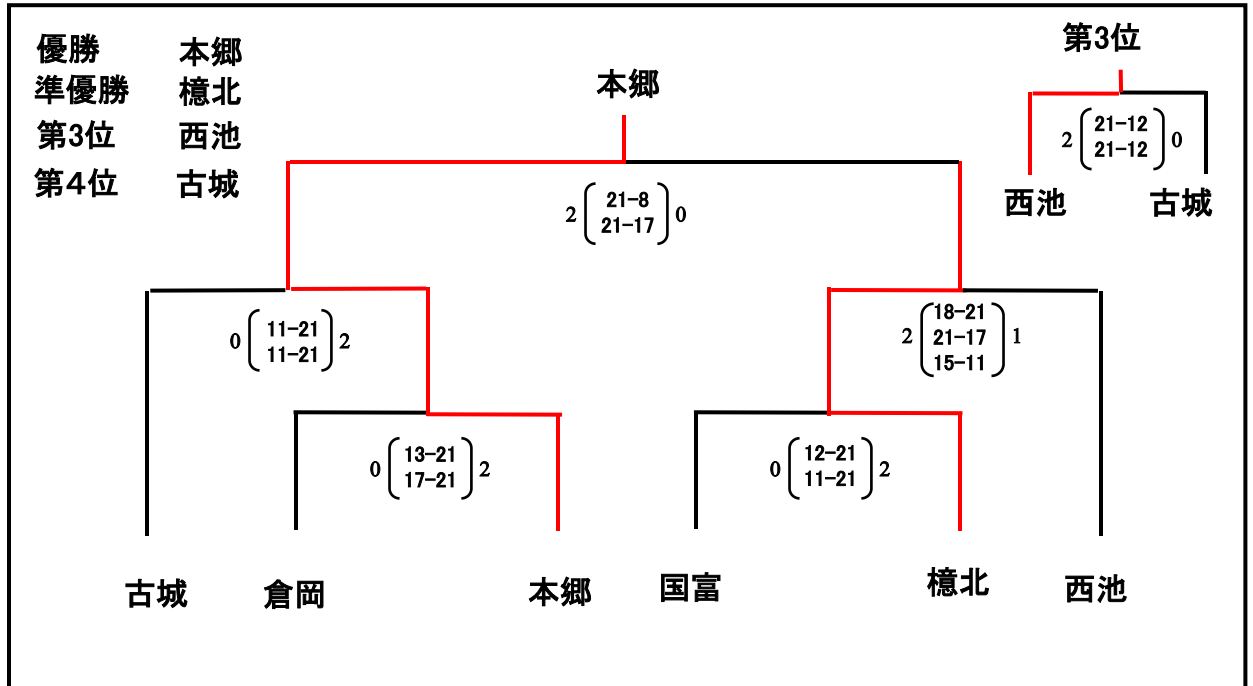 優勝 本郷
準優勝 檍北
第3位 西池
第4位 古城
第3位
本郷
2 21-12 0
21-12
西池 古城
2 21-8 0
21-17
0 11-21 2
11-21
2 18-21 1
21-17
15-11
0 13-21 2
17-21
0 12-21 2
11-21
古城 倉岡 本郷 国富 檍北 西池